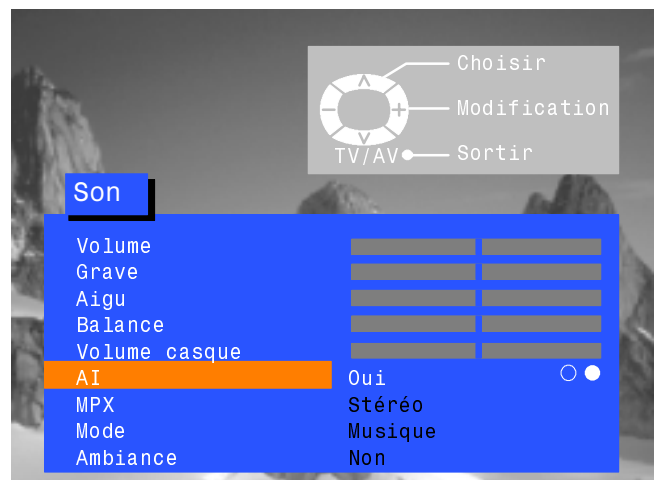 Choisir
Modification
TV/AV Sortir
Son
Volume
Grave
Aigu
Balance
Volume casque
AI Oui
MPX Stéréo
Mode Musique
Ambiance Non